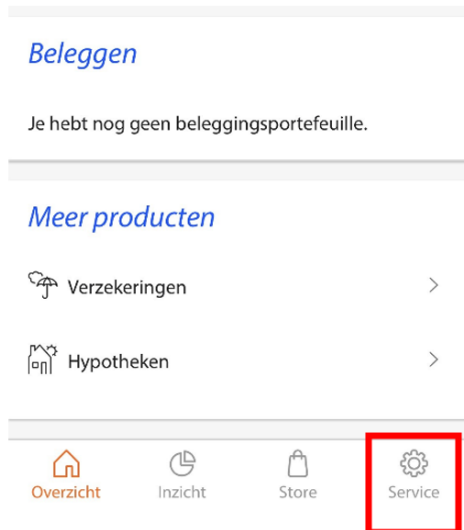 Beleggen
Je hebt nog geen beleggingsportefeuille.
Meer producten
Verzekeringen
Hypotheken
Overzicht Inzicht Store Service